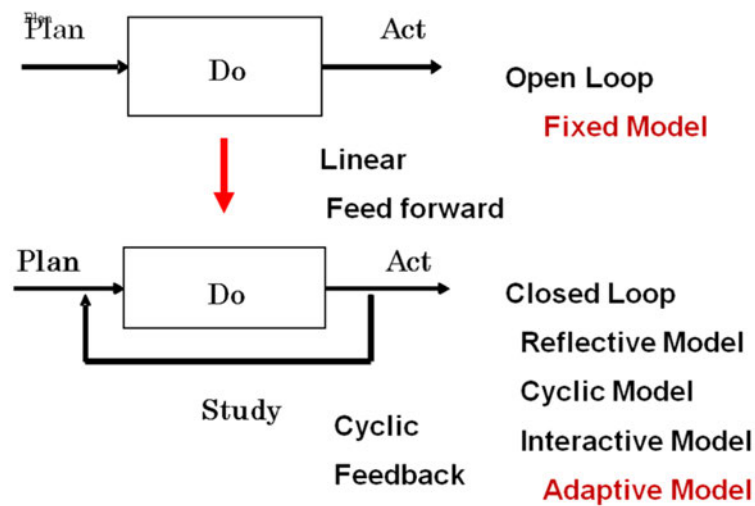 Plan
Plan
Do
Act
Open Loop
Fixed Model
Linear
Feed forward
Plan
Do
Act
Study
Cyclic
Feedback
Closed Loop
Reflective Model
Cyclic Model
Interactive Model
Adaptive Model